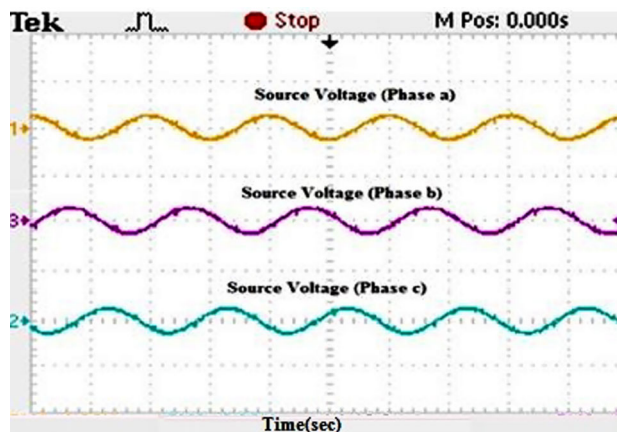 Tek Stop M Pos: 0.000s
Source Voltage (Phase a)
1
Source Voltage (Phase b)
3
Source Voltage (Phase c)
2
Time(sec)